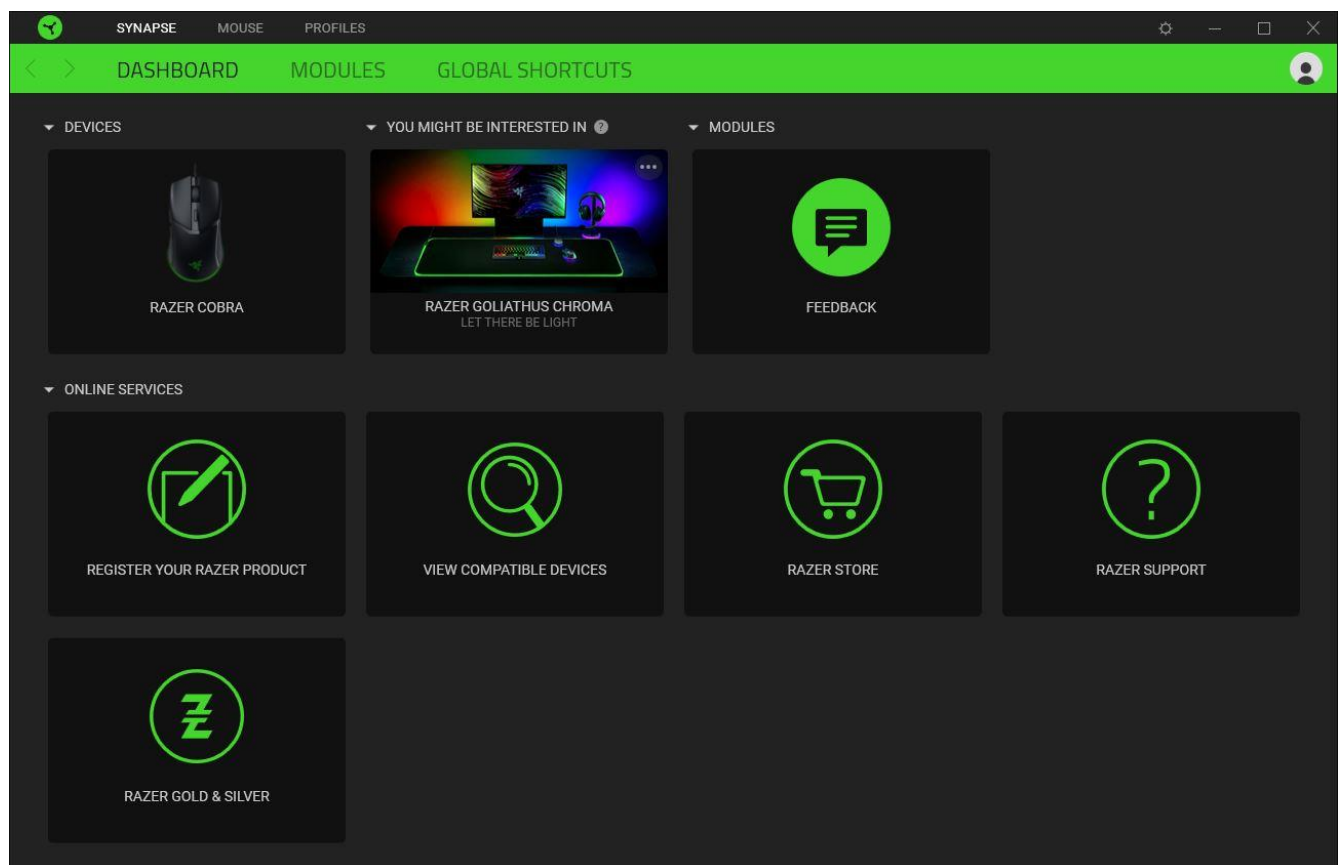 SYNAPSE MOUSE PROFILES
DASHBOARD MODULES GLOBAL SHORTCUTS
DEVICES
RAZER COBRA
YOU MIGHT BE INTERESTED IN ?
RAZER GOLIATHUS CHROMA
LET THERE BE LIGHT
MODULES
FEEDBACK
ONLINE SERVICES
REGISTER YOUR RAZER PRODUCT
VIEW COMPATIBLE DEVICES
RAZER STORE
RAZER SUPPORT
RAZER GOLD & SILVER